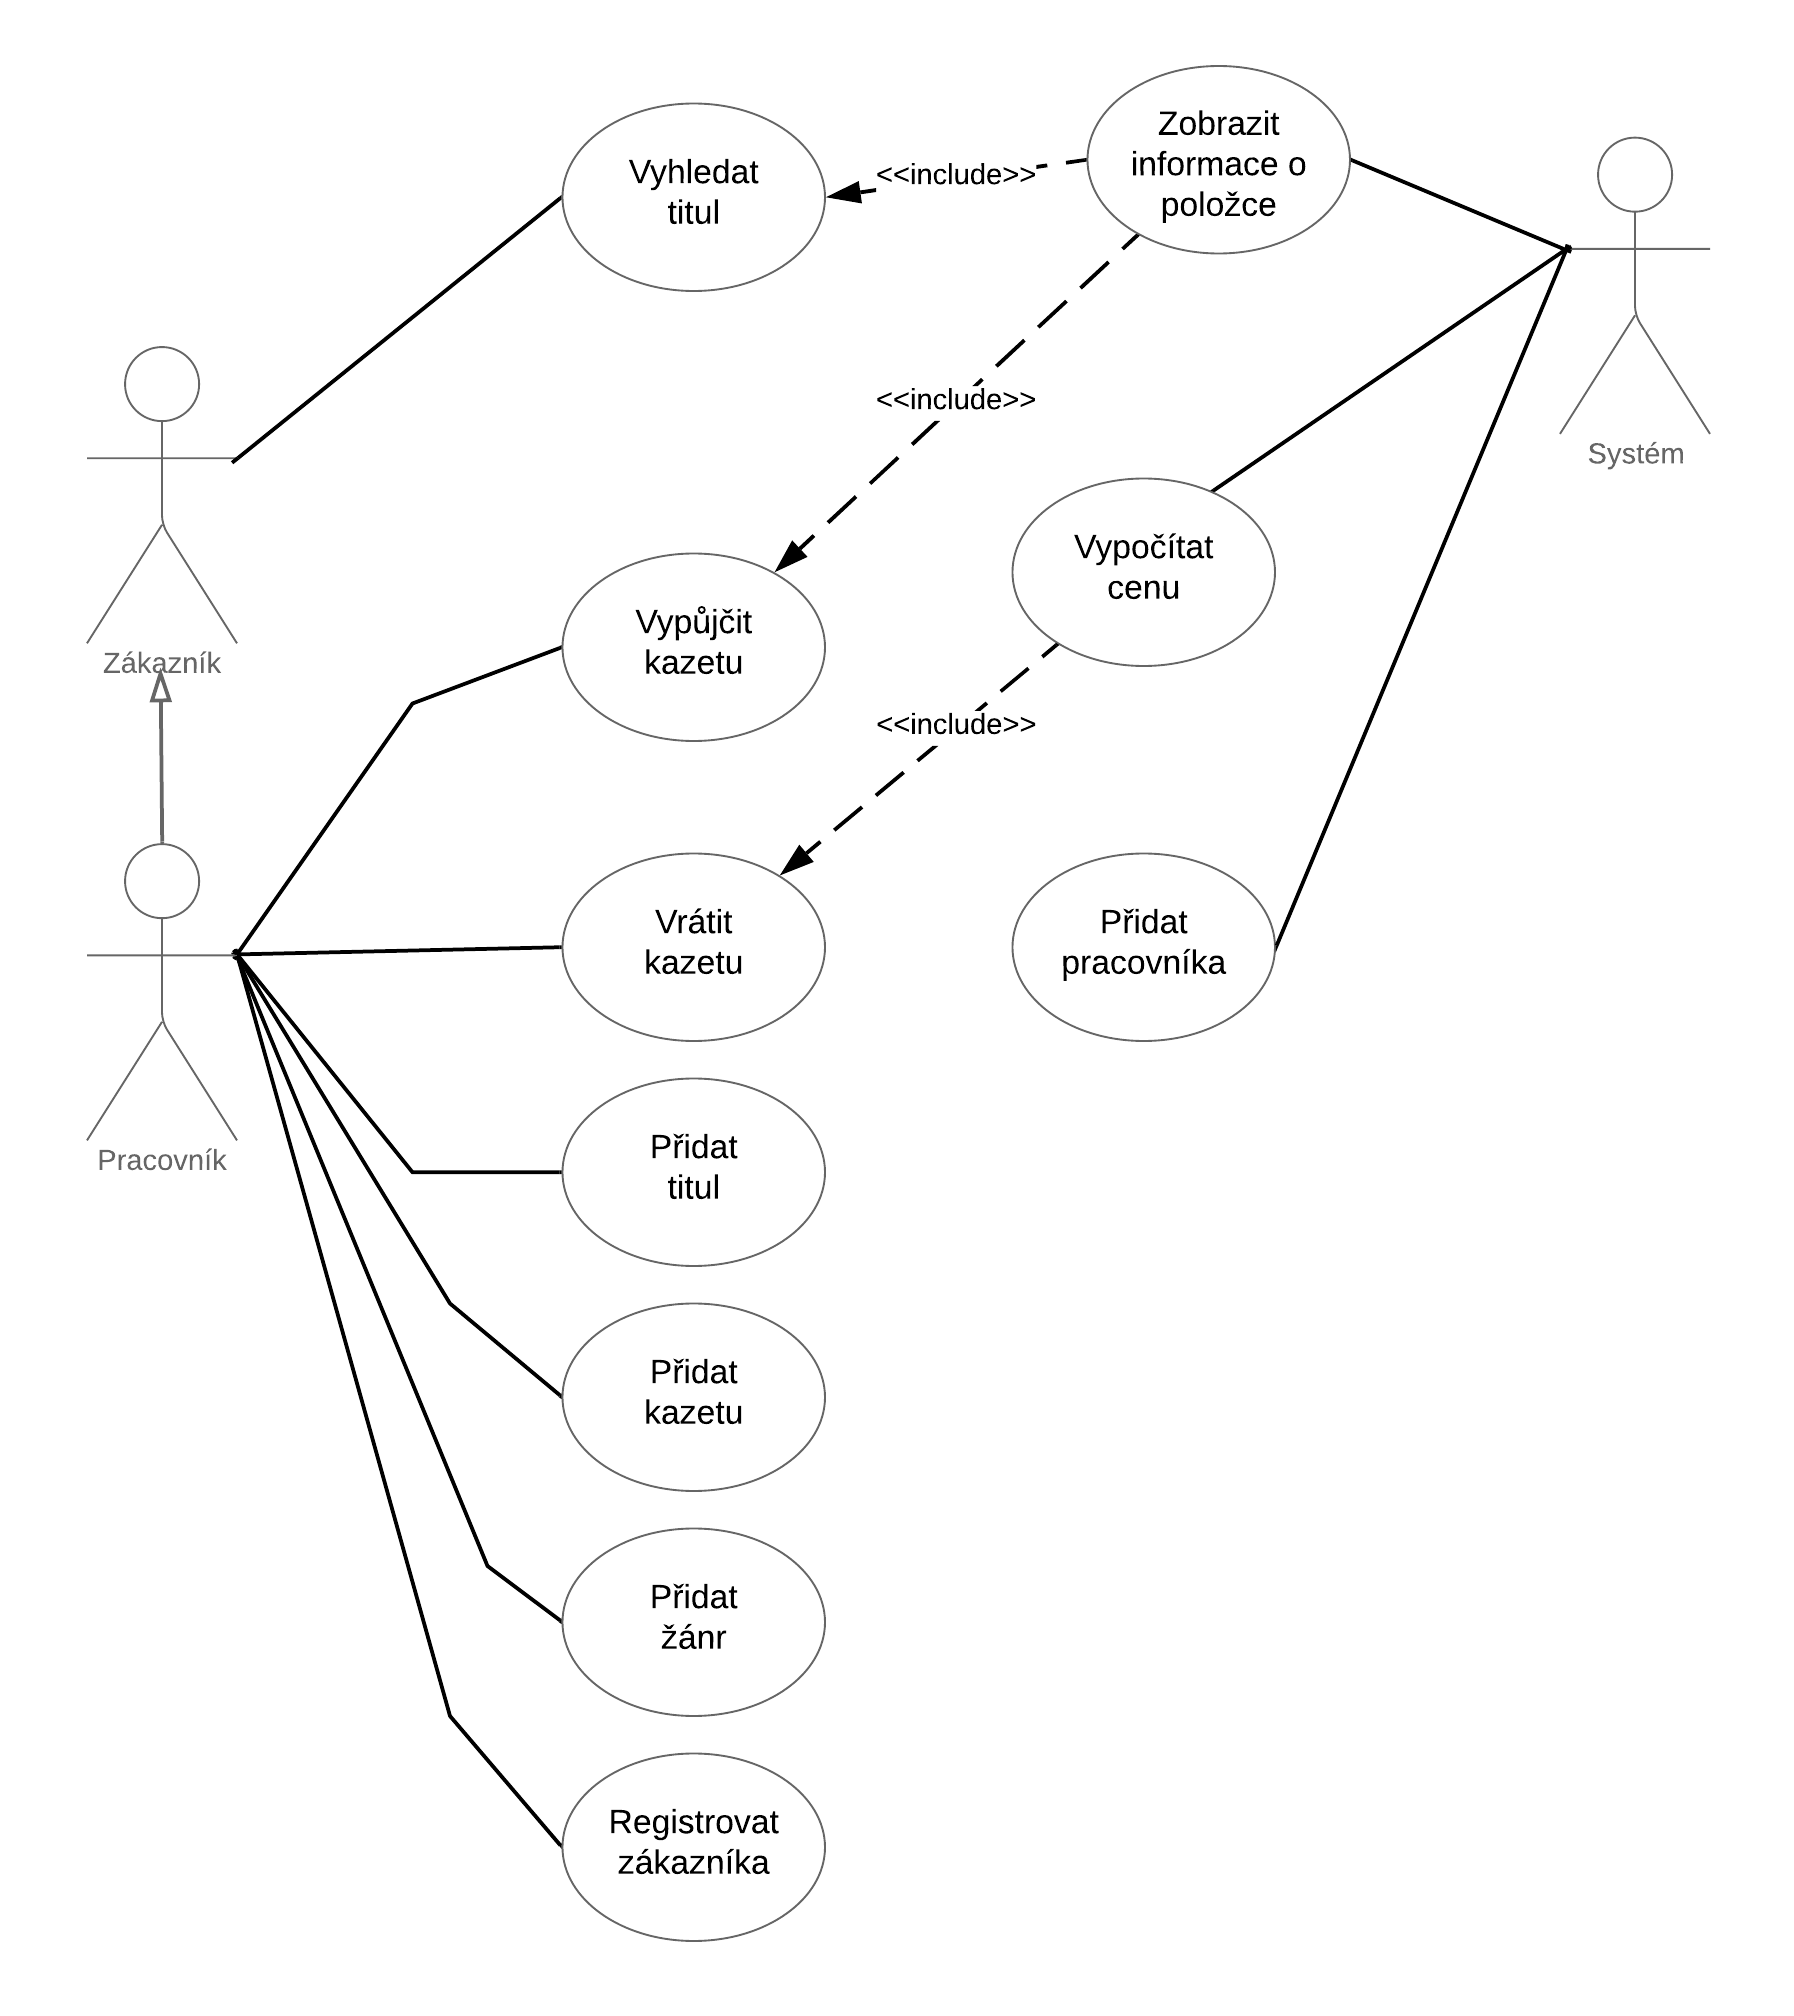 Zobrazit
informace o
položce
Vyhledat
titul
<<include>>
Systém
<<include>>
Vypočítat
cenu
Vypůjčit
kazetu
Zákazník
<<include>>
Vrátit
kazetu
Přidat
pracovníka
Pracovník
Přidat
titul
Přidat
kazetu
Přidat
žánr
Registrovat
zákazníka